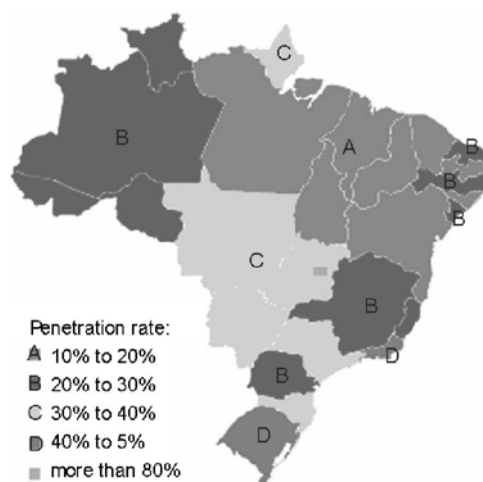 C
B
A
B
B
B
C
B
D
B
D
Penetration rate:
A 10% to 20%
B 20% to 30%
C 30% to 40%
D 40% to 5%
more than 80%